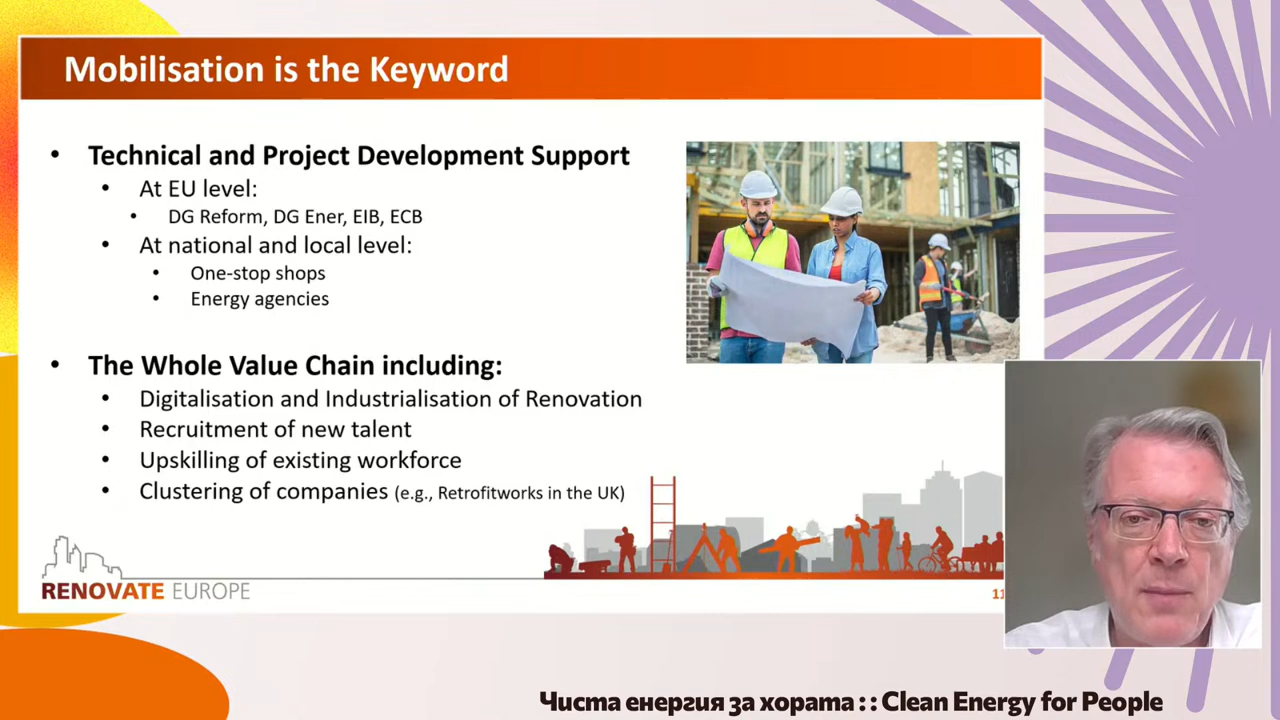 Mobilisation is the Keyword
• Technical and Project Development Support
• At EU level:
• DG Reform, DG Ener, EIB, ECB
• At national and local level:
• One-stop shops
• Energy agencies
• The Whole Value Chain including:
• Digitalisation and Industrialisation of Renovation
• Recruitment of new talent
• Upskilling of existing workforce
• Clustering of companies (e.g., Retrofitworks in the UK)
RENOVATE EUROPE
11
Чиста енергия за хората :: Clean Energy for People